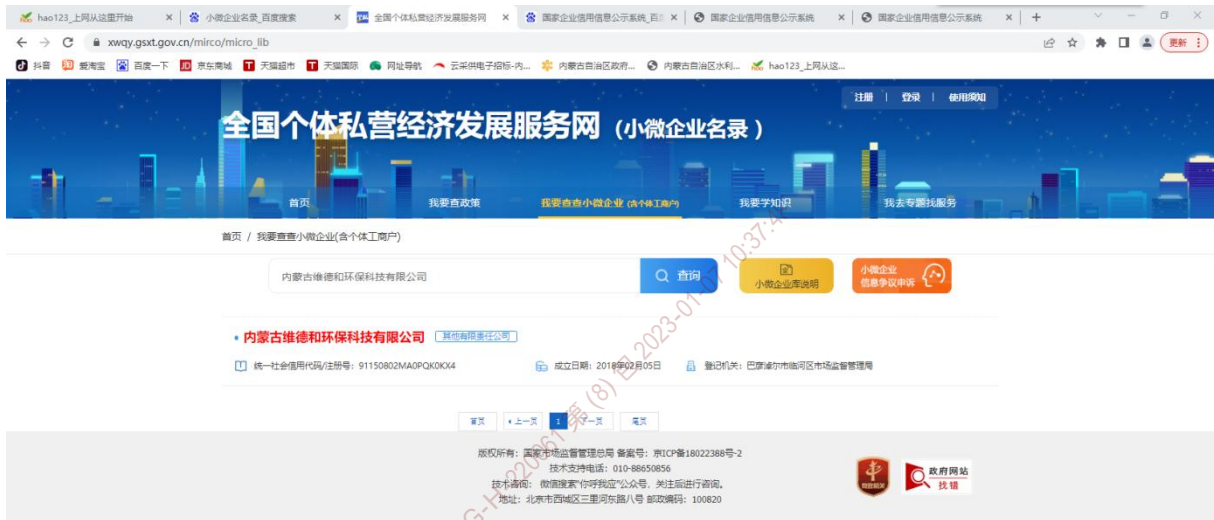 hao123_上网从这里开始
小微企业名录_百度搜索
全国个体私营经济发展服务网
国家企业信用信息公示系统_百
国家企业信用信息公示系统
国家企业信用信息公示系统
xwqy.gsxt.gov.cn/mirco/micro_lib
更新
抖音 爱淘宝 百度一下 京东商城 天猫超市 天猫国际 网址导航 云采供电子招标-内... 内蒙古自治区政府... 内蒙古自治区水利... hao123_上网从这...
注册 | 登录 | 使用须知
全国个体私营经济发展服务网（小微企业名录）
首页 我要查政策 我要查查小微企业 (含个体工商户) 我要学知识 我去专题找服务
首页 / 我要查查小微企业(含个体工商户)
内蒙古维德和环保科技有限公司 查询 小微企业库说明
小微企业
信息争议申诉
内蒙古维德和环保科技有限公司 其他有限责任公司
统一社会信用代码/注册号：91150802MA0PQK0KX4 成立日期：2018年02月05日 登记机关：巴彦淖尔市临河区市场监督管理局
首页 上一页 1 下一页 尾页
版权所有：国家市场监督管理总局 备案号：京ICP备18022388号-2
技术支持电话：010-88650856
技术咨询：微信搜索“你呼我应”公众号，关注后进行咨询。
地址：北京市西城区三里河东路八号 邮政编码：100820
党政机关
政府网站
找错